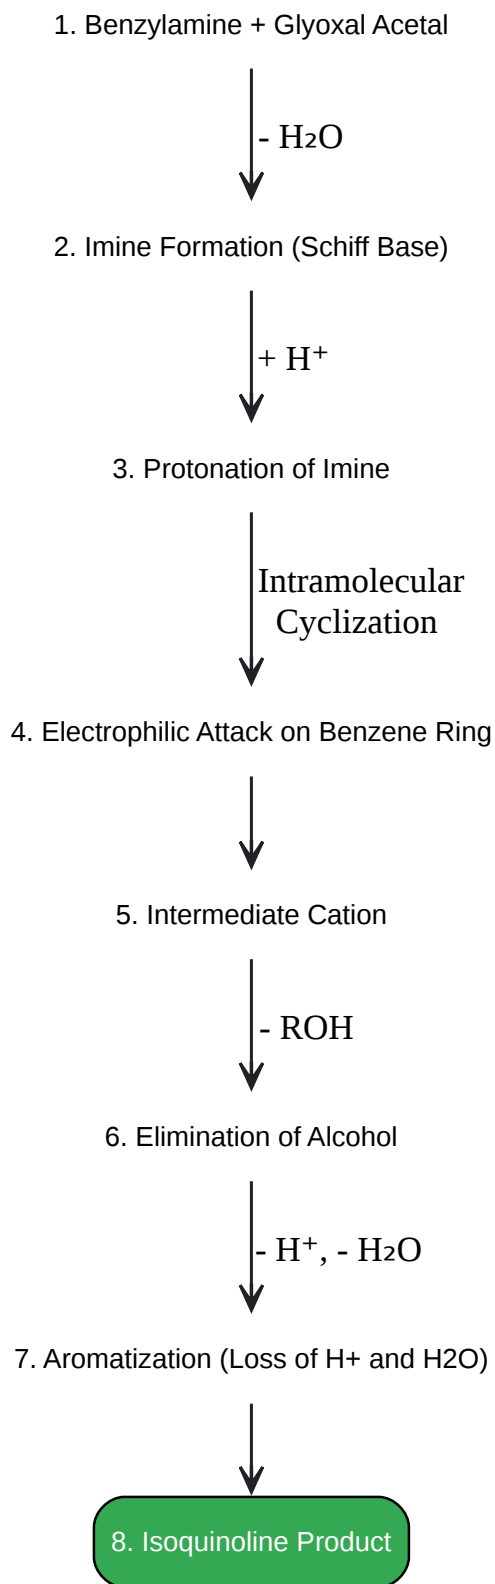 1. Benzylamine + Glyoxal Acetal
- H₂O
2. Imine Formation (Schiff Base)
+ H⁺
3. Protonation of Imine
Intramolecular
Cyclization
4. Electrophilic Attack on Benzene Ring
5. Intermediate Cation
- ROH
6. Elimination of Alcohol
- H⁺, - H₂O
7. Aromatization (Loss of H+ and H2O)
8. Isoquinoline Product